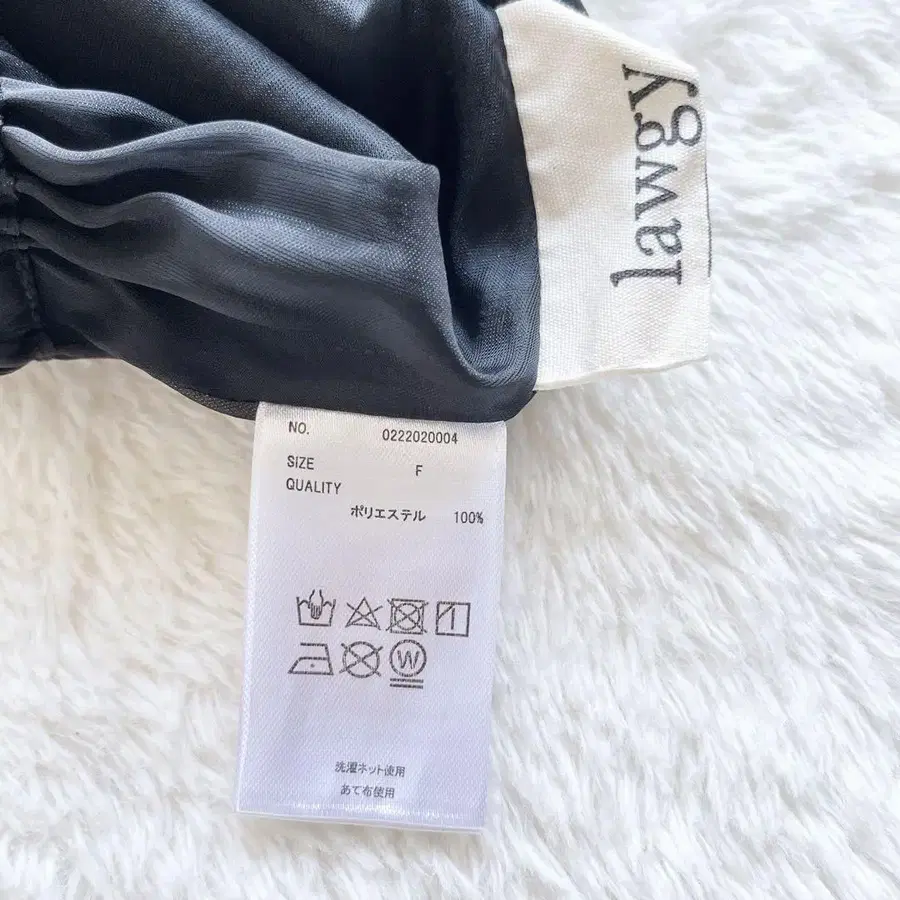 lawgy
NO. 0222020004
SIZE F
QUALITY
ポリエステル 100%
W
洗濯ネット使用
あて布使用